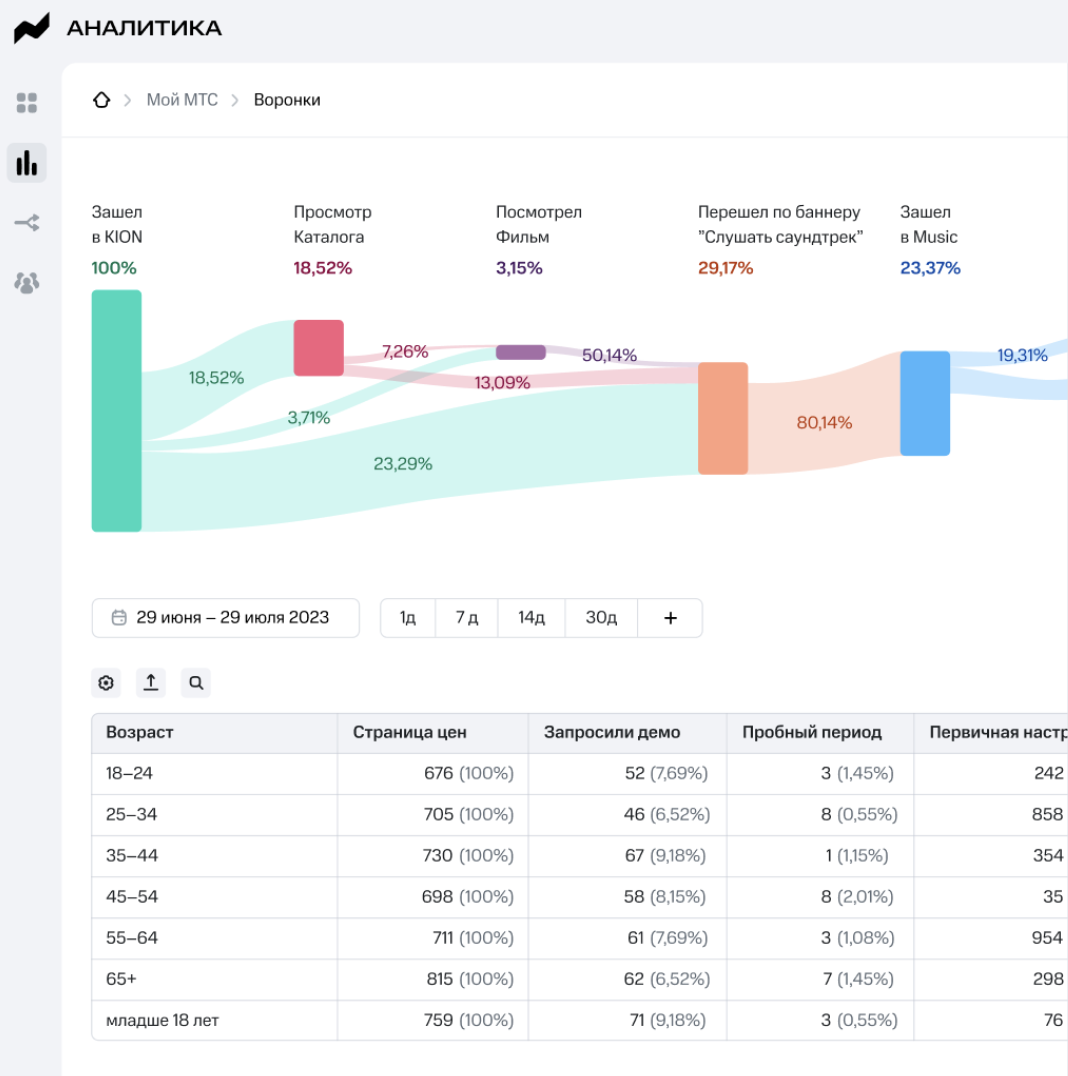 АНАЛИТИКА
Мой МТС Воронки
Зашел
в KION
100%
Просмотр
Каталога
18,52%
Посмотрел
Фильм
3,15%
Перешел по баннеру
”Слушать саундтрек”
29,17%
Зашел
в Music
23,37%
7,26%
50,14%
19,31%
18,52%
13,09%
3,71%
80,14%
23,29%
29 июня – 29 июля 2023 1д 7 д 14д 30д +
Возраст Страница цен Запросили демо Пробный период Первичная настр
18–24 676 (100%) 52 (7,69%) 3 (1,45%) 242
25–34 705 (100%) 46 (6,52%) 8 (0,55%) 858
35–44 730 (100%) 67 (9,18%) 1 (1,15%) 354
45–54 698 (100%) 58 (8,15%) 8 (2,01%) 35
55–64 711 (100%) 61 (7,69%) 3 (1,08%) 954
65+ 815 (100%) 62 (6,52%) 7 (1,45%) 298
младше 18 лет 759 (100%) 71 (9,18%) 3 (0,55%) 76